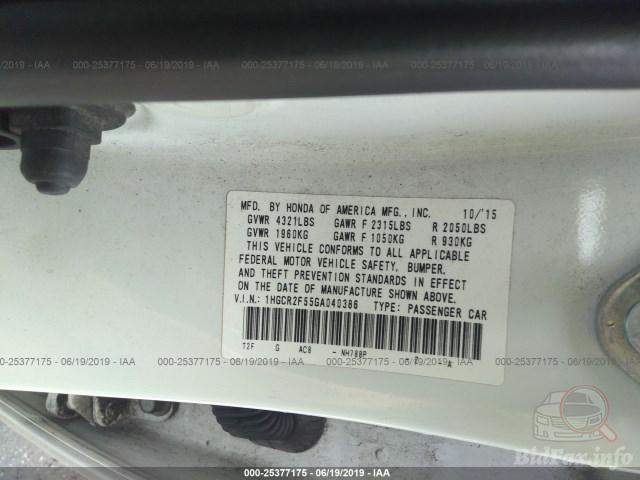 000-25377175 - 06/19/2019 - IAA
MFD. BY HONDA OF AMERICA MFG., INC. 10/'15
GVWR 4321LBS GAWR F 2315LBS R 2050LBS
GVWR 1960KG GAWR F 1050KG R 930KG
THIS VEHICLE CONFORMS TO ALL APPLICABLE
FEDERAL MOTOR VEHICLE SAFETY, BUMPER,
AND THEFT PREVENTION STANDARDS IN EFFECT
ON THE DATE OF MANUFACTURE SHOWN ABOVE.
V.I.N.: 1HGCR2F55GA040386 TYPE: PASSENGER CAR
T2F G AC8 - NH788P - 2 - A
000-25377175 - 06/19/2019 - IAA
BidFax.info
000-25377175 - 06/19/2019 - IAA